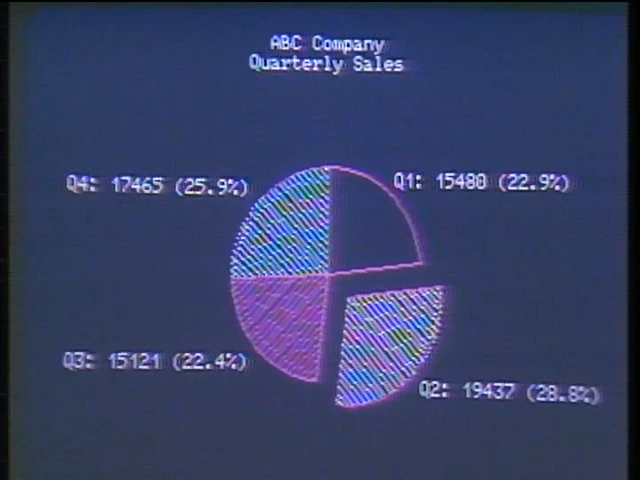 ABC Company
Quarterly Sales
Q4: 17465 (25.9%)
Q1: 15480 (22.9%)
Q3: 15121 (22.4%)
Q2: 19437 (28.8%)